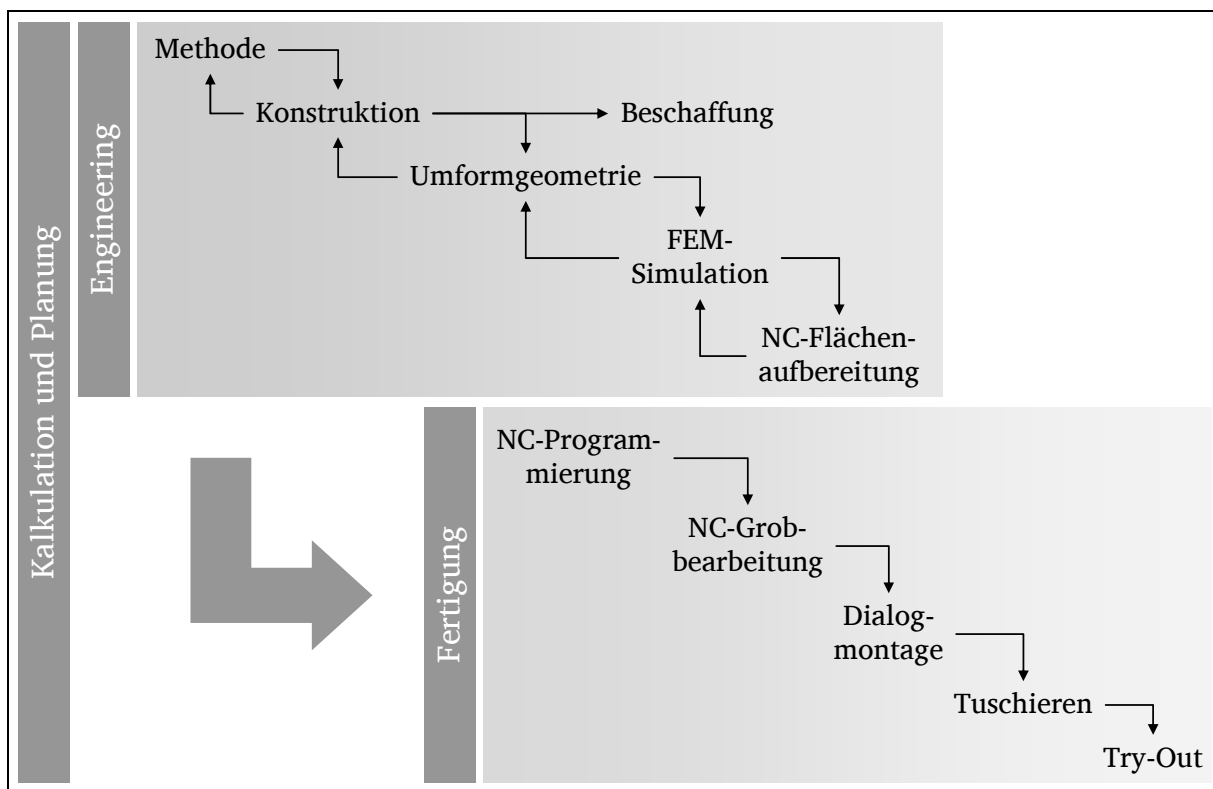 Kalkulation und Planung
Engineering
Methode
Konstruktion
Beschaffung
Umformgeometrie
FEM-
Simulation
NC-Flächen-
aufbereitung
Fertigung
NC-Program-
mierung
NC-Grob-
bearbeitung
Dialog-
montage
Tuschieren
Try-Out